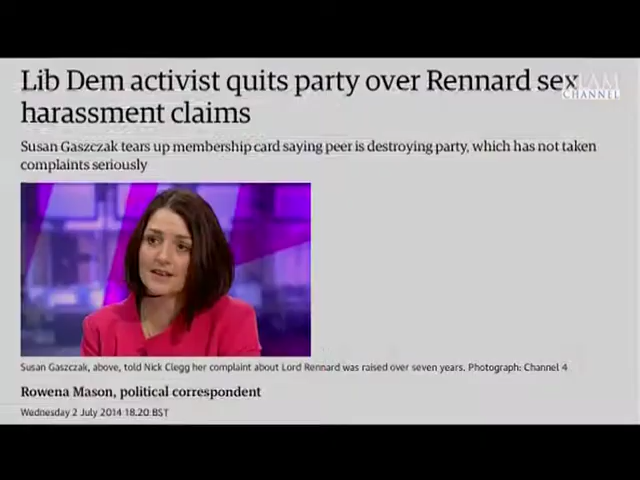 Lib Dem activist quits party over Rennard sex
harassment claims
Susan Gaszczak tears up membership card saying peer is destroying party, which has not taken
complaints seriously
Susan Gaszczak, above, told Nick Clegg her complaint about Lord Rennard was raised over seven years. Photograph: Channel 4
Rowena Mason, political correspondent
Wednesday 2 July 2014 18.20 BST
CHANNEL